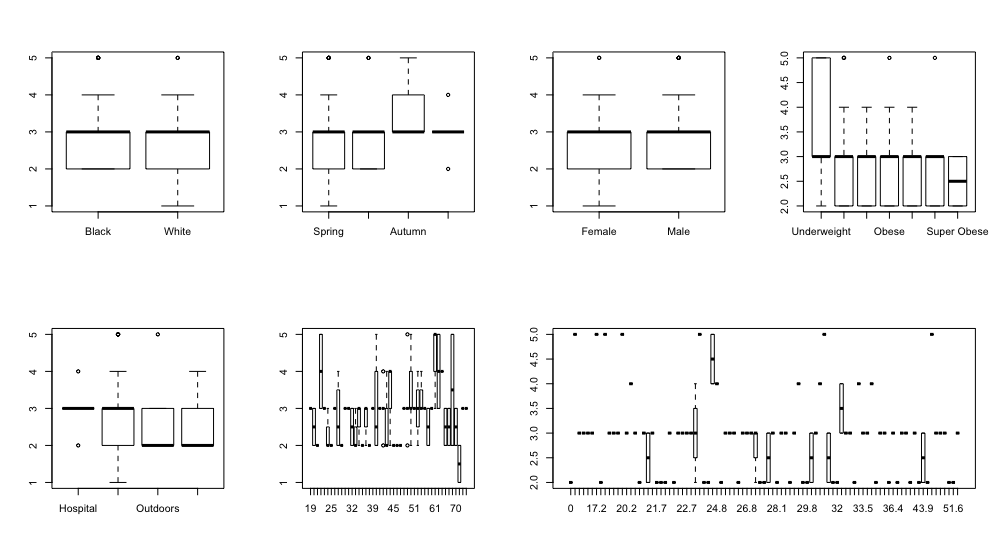 5 4 3 2 1
Black White
5 4 3 2 1
Spring Autumn
5 4 3 2 1
Female Male
5.0 4.5 4.0 3.5 3.0 2.5 2.0
Underweight Obese Super Obese
5 4 3 2 1
Hospital Outdoors
5 4 3 2 1
19 25 32 39 45 51 61 70
5.0 4.5 4.0 3.5 3.0 2.5 2.0
0 17.2 20.2 21.7 22.7 24.8 26.8 28.1 29.8 32 33.5 36.4 43.9 51.6